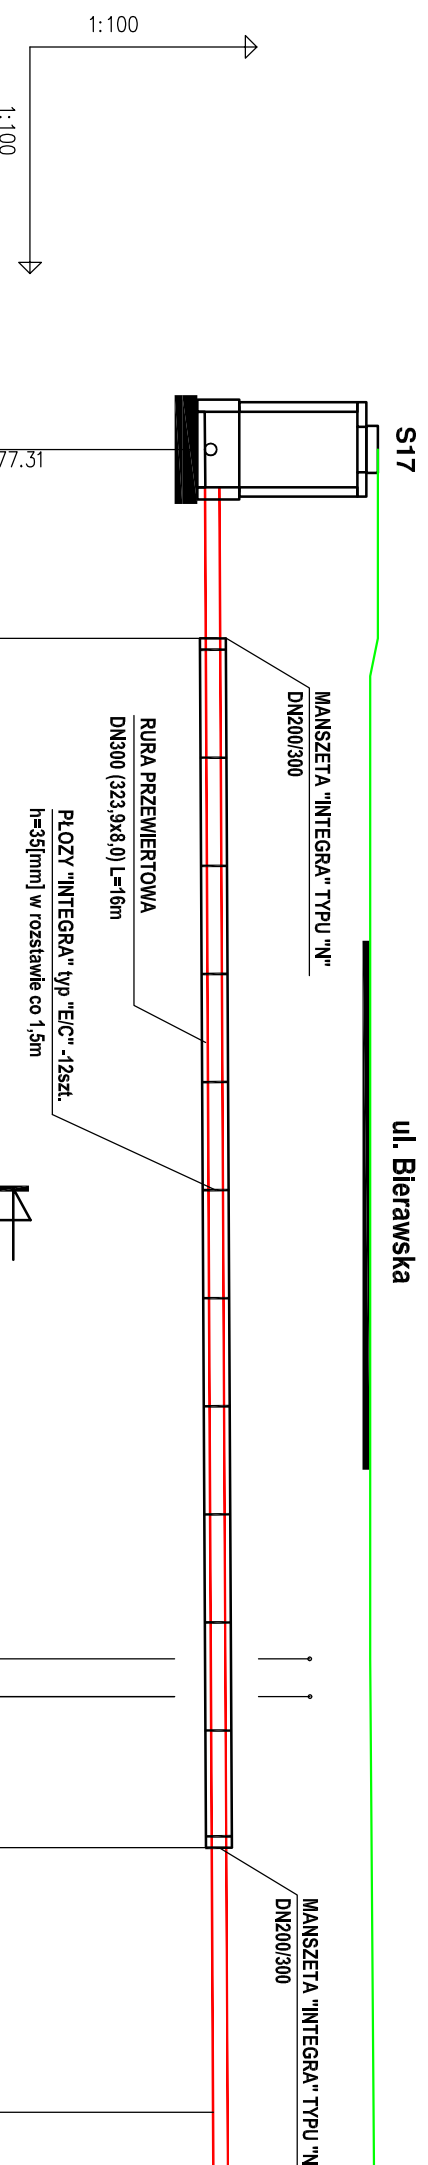 1:100
1:100
S17
77.31
MANSZETA "INTEGRA" TYPU "N"
DN200/300
RURA PRZEWIERTOWA
DN300 (323,9x8,0) L=16m
PŁOZY "INTEGRA" typ "E/C" -12szt.
h=35[mm] w rozstawie co 1,5m
ul. Bierawska
MANSZETA "INTEGRA" TYPU "N
DN200/300